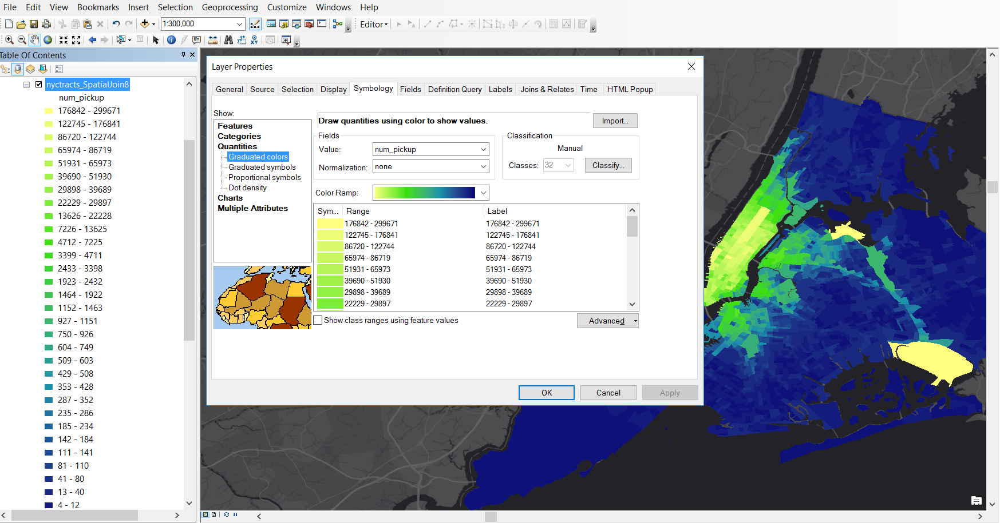 File Edit View Bookmarks Insert Selection Geoprocessing Customize Windows Help
1:300,000 Editor
XY
Table Of Contents
nyctracts_SpatialJoin8
num_pickup
176842 - 299671
122745 - 176841
86720 - 122744
65974 - 86719
51931 - 65973
39690 - 51930
29898 - 39689
22229 - 29897
13626 - 22228
7226 - 13625
4712 - 7225
3399 - 4711
2433 - 3398
1923 - 2432
1464 - 1922
1152 - 1463
927 - 1151
750 - 926
604 - 749
509 - 603
429 - 508
353 - 428
287 - 352
235 - 286
185 - 234
142 - 184
111 - 141
81 - 110
41 - 80
13 - 40
4 - 12
Layer Properties
General Source Selection Display Symbology Fields Definition Query Labels Joins & Relates Time HTML Popup
Show:
Features
Categories
Quantities
Graduated colors
Graduated symbols
Proportional symbols
Dot density
Charts
Multiple Attributes
Draw quantities using color to show values.
Import...
Fields
Value: num_pickup
Normalization: none
Classification
Manual
Classes: 32 Classify...
Color Ramp:
Sym... Range Label
176842 - 299671 176842 - 299671
122745 - 176841 122745 - 176841
86720 - 122744 86720 - 122744
65974 - 86719 65974 - 86719
51931 - 65973 51931 - 65973
39690 - 51930 39690 - 51930
29898 - 39689 29898 - 39689
22229 - 29897 22229 - 29897
Show class ranges using feature values
Advanced
OK Cancel Apply